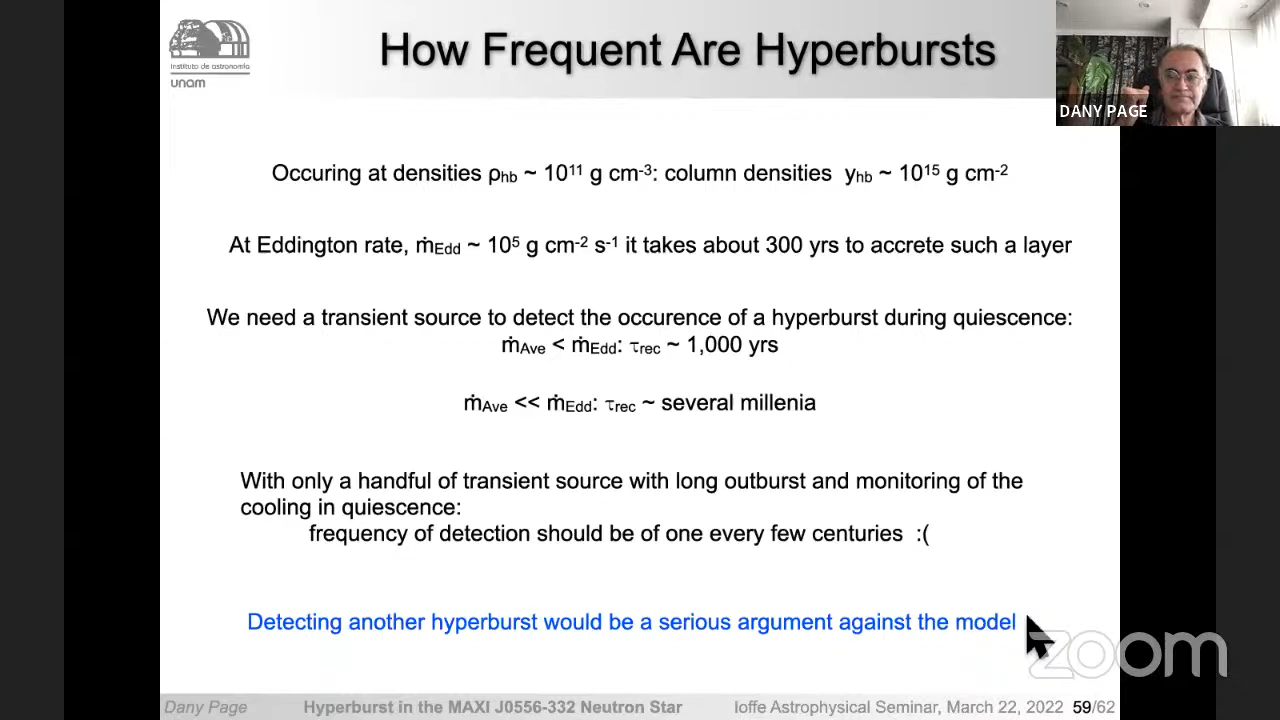 Instituto de astronomía
unam
How Frequent Are Hyperbursts
DANY PAGE
Occuring at densities ρhb ~ 10¹¹ g cm⁻³: column densities yhb ~ 10¹⁵ g cm⁻²
At Eddington rate, ṁEdd ~ 10⁵ g cm⁻² s⁻¹ it takes about 300 yrs to accrete such a layer
We need a transient source to detect the occurence of a hyperburst during quiescence:
ṁAve < ṁEdd: τrec ~ 1,000 yrs
ṁAve << ṁEdd: τrec ~ several millenia
With only a handful of transient source with long outburst and monitoring of the
cooling in quiescence:
frequency of detection should be of one every few centuries :(
Detecting another hyperburst would be a serious argument against the model
zoom
Dany Page Hyperburst in the MAXI J0556-332 Neutron Star Ioffe Astrophysical Seminar, March 22, 2022 59/62